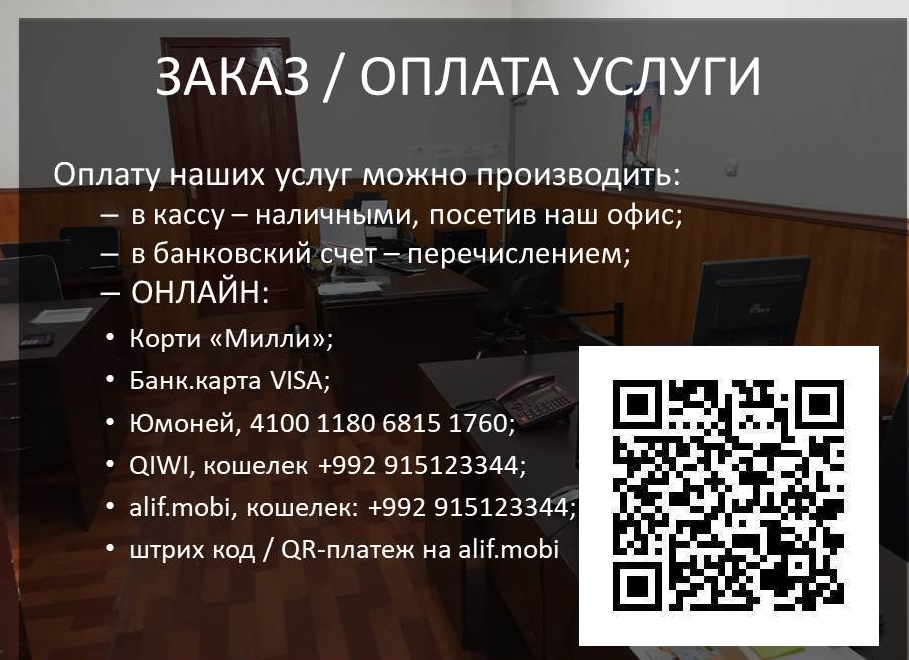 ЗАКАЗ / ОПЛАТА УСЛУГИ
Оплату наших услуг можно производить:
– в кассу – наличными, посетив наш офис;
– в банковский счет – перечислением;
– ОНЛАЙН:
• Корти «Милли»;
• Банк.карта VISA;
• Юмоней, 4100 1180 6815 1760;
• QIWI, кошелек +992 915123344;
• alif.mobi, кошелек: +992 915123344;
• штрих код / QR-платеж на alif.mobi